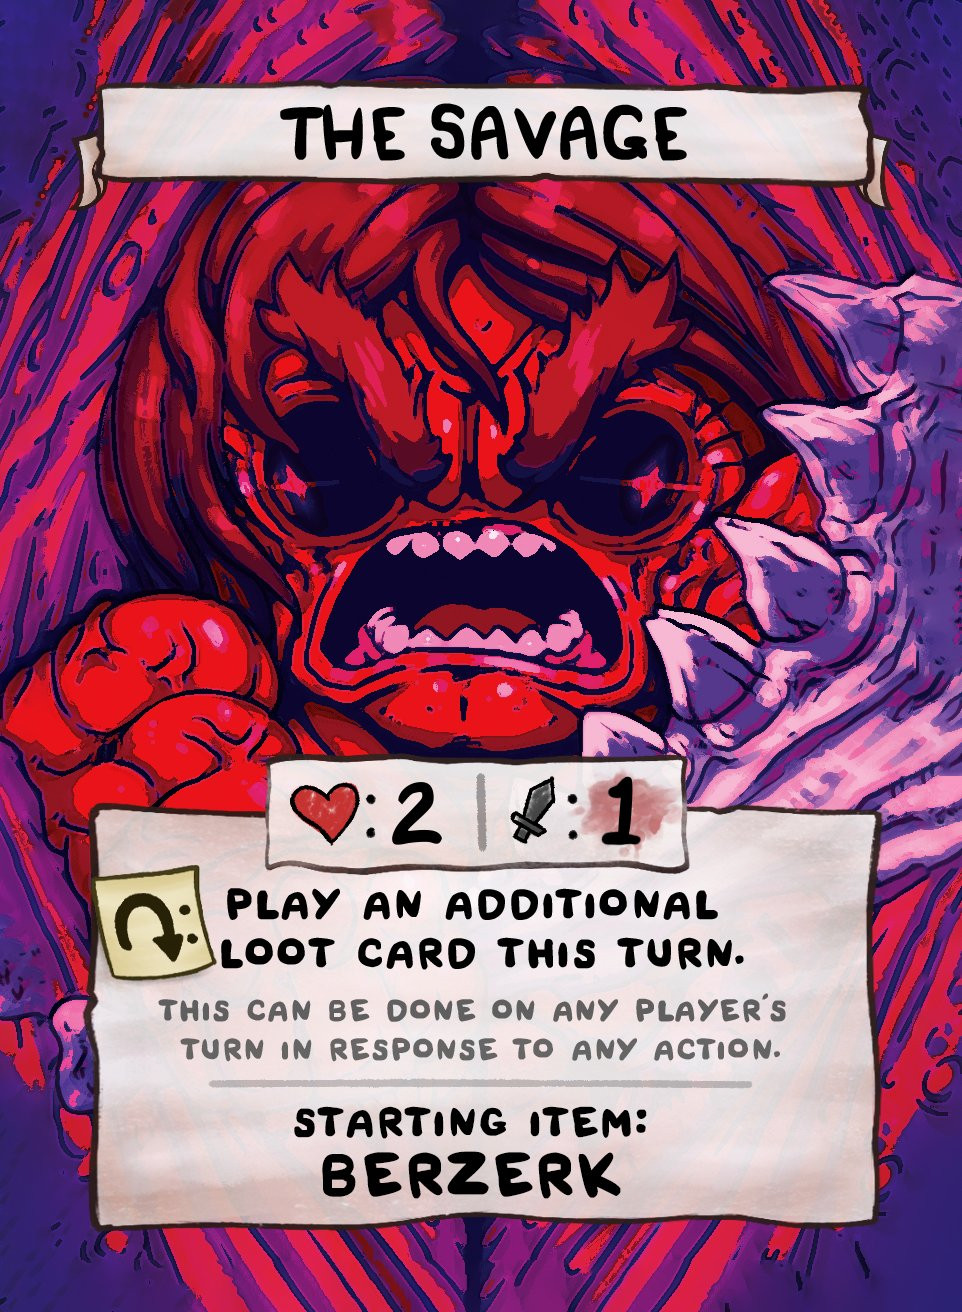 THE SAVAGE
: 2 | : 1
: PLAY AN ADDITIONAL
LOOT CARD THIS TURN.
THIS CAN BE DONE ON ANY PLAYER'S
TURN IN RESPONSE TO ANY ACTION.
STARTING ITEM:
BERZERK